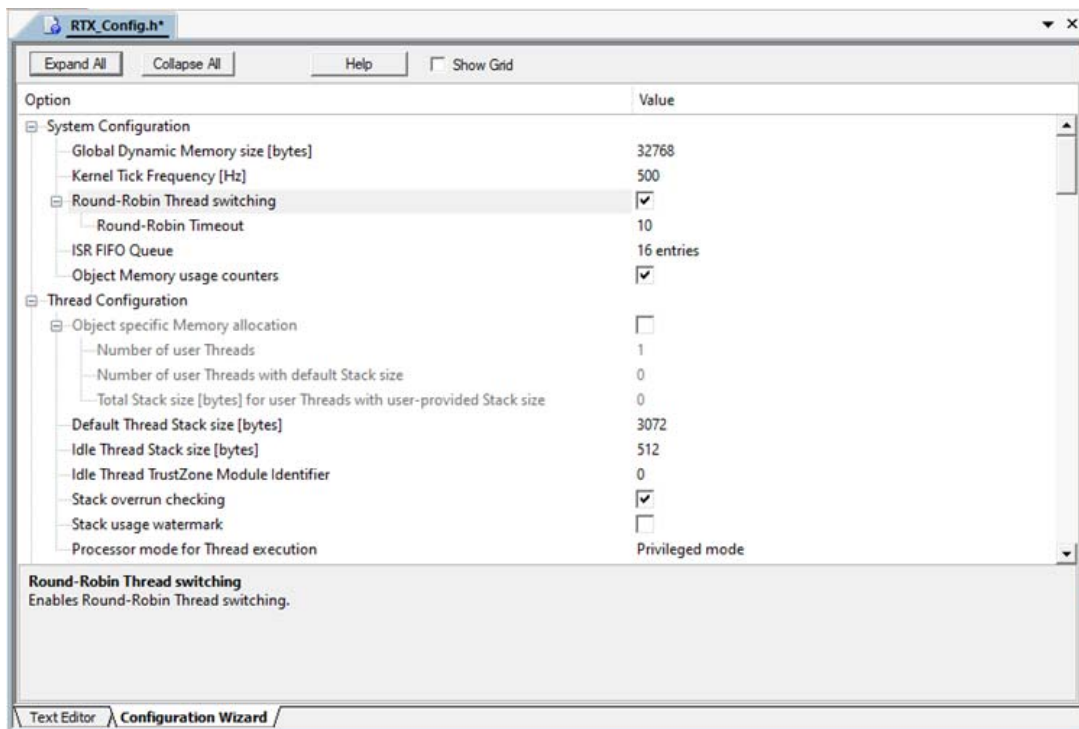 RTX_Config.h*
Expand All Collapse All Help Show Grid
Option Value
System Configuration
Global Dynamic Memory size [bytes] 32768
Kernel Tick Frequency [Hz] 500
Round-Robin Thread switching
Round-Robin Timeout 10
ISR FIFO Queue 16 entries
Object Memory usage counters
Thread Configuration
Object specific Memory allocation
Number of user Threads 1
Number of user Threads with default Stack size 0
Total Stack size [bytes] for user Threads with user-provided Stack size 0
Default Thread Stack size [bytes] 3072
Idle Thread Stack size [bytes] 512
Idle Thread TrustZone Module Identifier 0
Stack overrun checking
Stack usage watermark
Processor mode for Thread execution Privileged mode
Round-Robin Thread switching
Enables Round-Robin Thread switching.
Text Editor Configuration Wizard